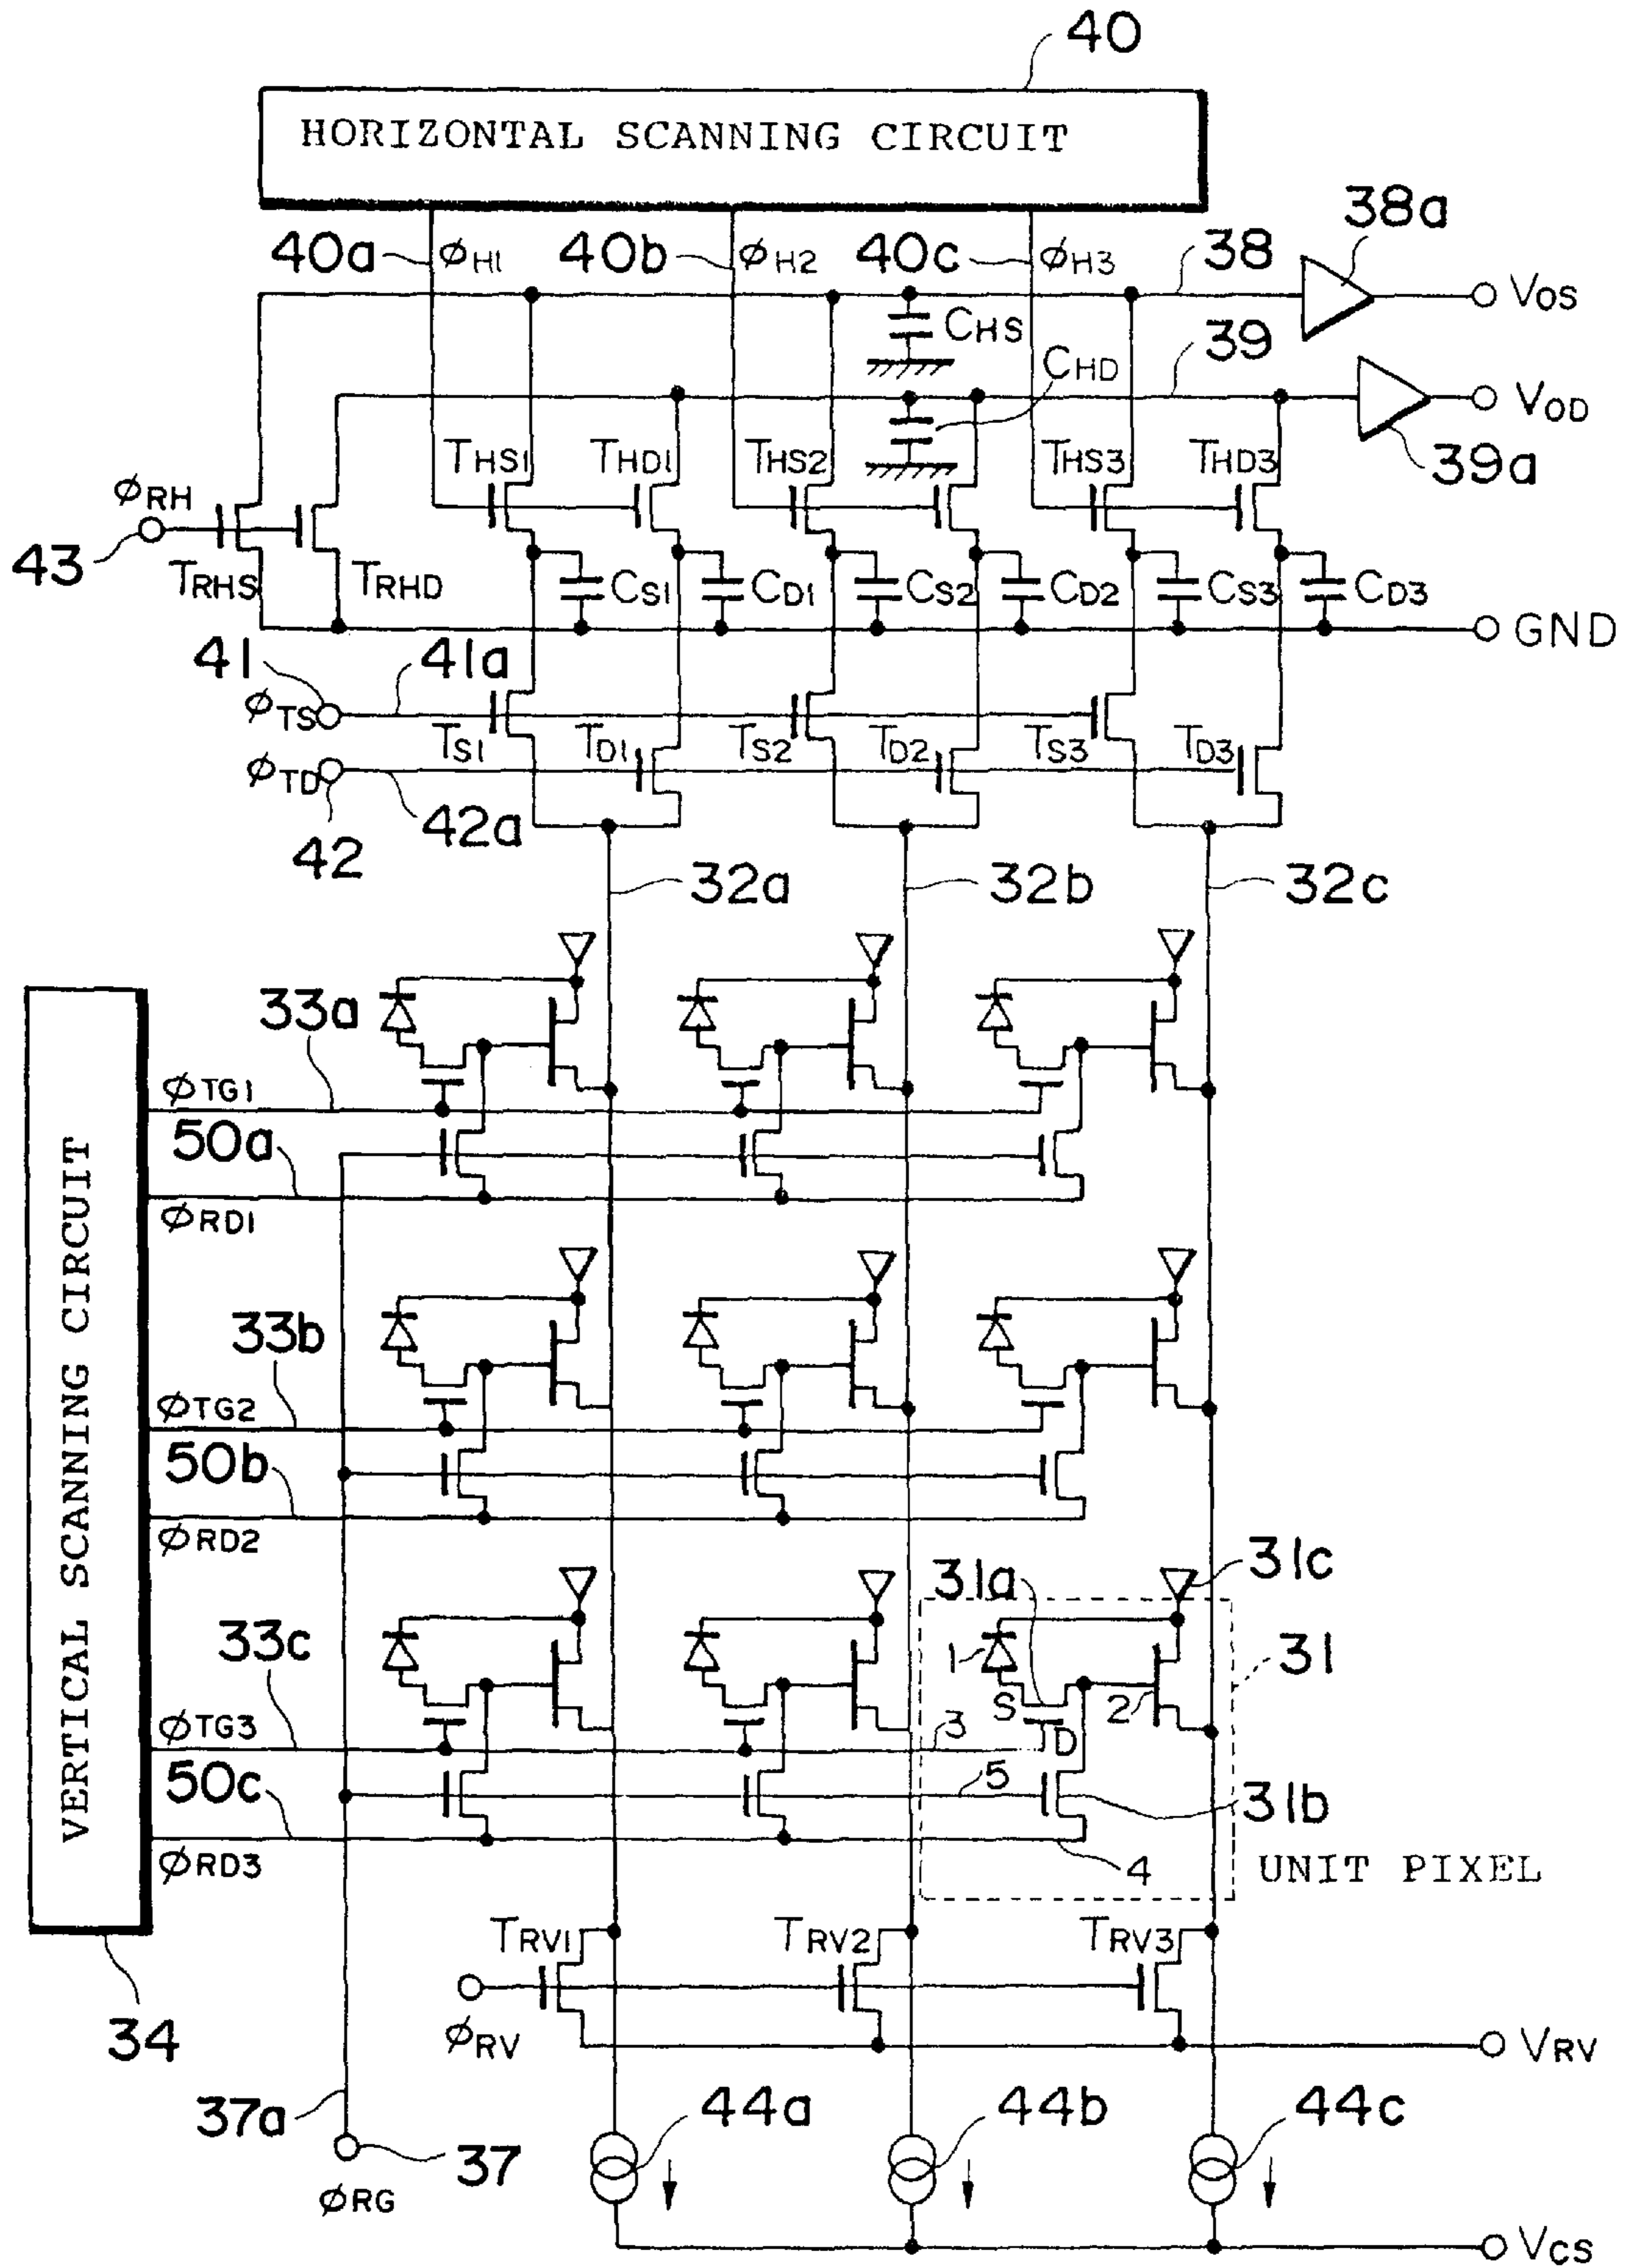 40
HORIZONTAL SCANNING CIRCUIT
38a
40a φH1 40b φH2 40c φH3 38
VOS
CHS
39
CHD
VOD
THS1 THD1 THS2 THS3 THD3
39a
φRH
43
TRHS TRHD CS1 CD1 CS2 CD2 CS3 CD3
GND
41 41a
φTS
TS1 TD1 TS2 TD2 TS3 TD3
φTD
42a
42
32a 32b 32c
33a
φTG1
50a
φRD1
VERTICAL SCANNING CIRCUIT
33b
φTG2
50b
φRD2
31c
31a
33c
1
31
S
2
φTG3
3
D
50c
5
31b
φRD3
4
UNIT PIXEL
TRV1 TRV2 TRV3
34
φRV
VRV
37a
44a 44b 44c
37
φRG
VCS